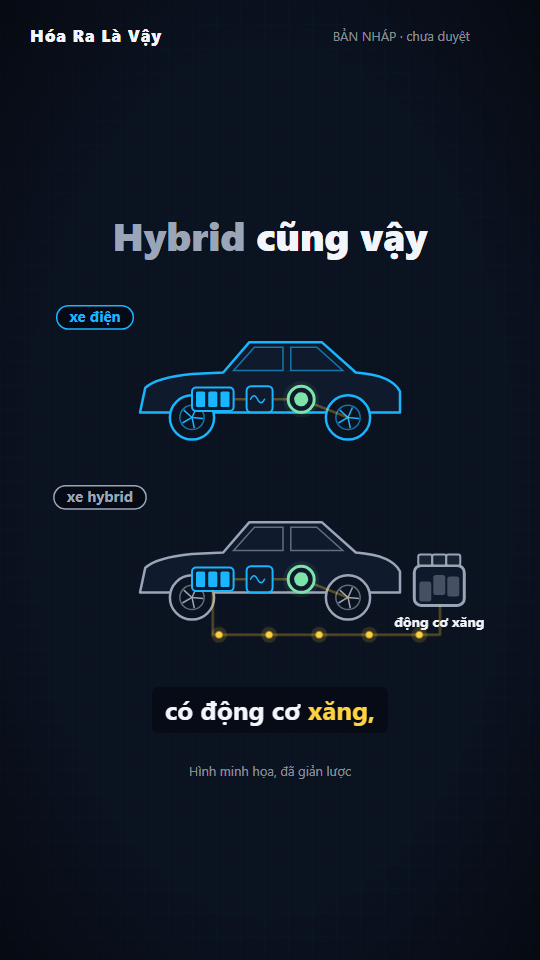 Hóa Ra Là Vậy
BẢN NHÁP · chưa duyệt
Hybrid cũng vậy
xe điện
xe hybrid
động cơ xăng
có động cơ xăng,
Hình minh họa, đã giản lược